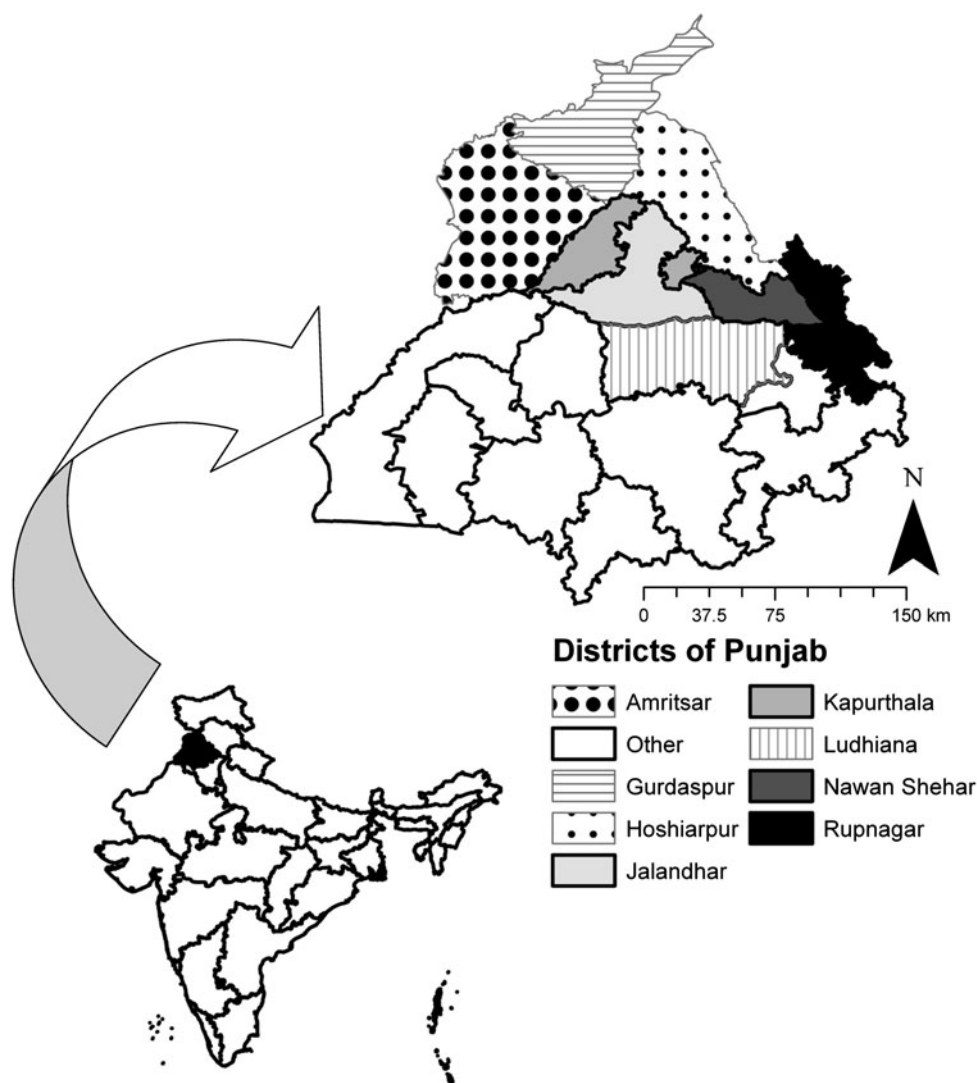 N
0 37.5 75 150 km
Districts of Punjab
Amritsar
Other
Gurdaspur
Hoshiarpur
Jalandhar
Kapurthala
Ludhiana
Nawan Shehar
Rupnagar